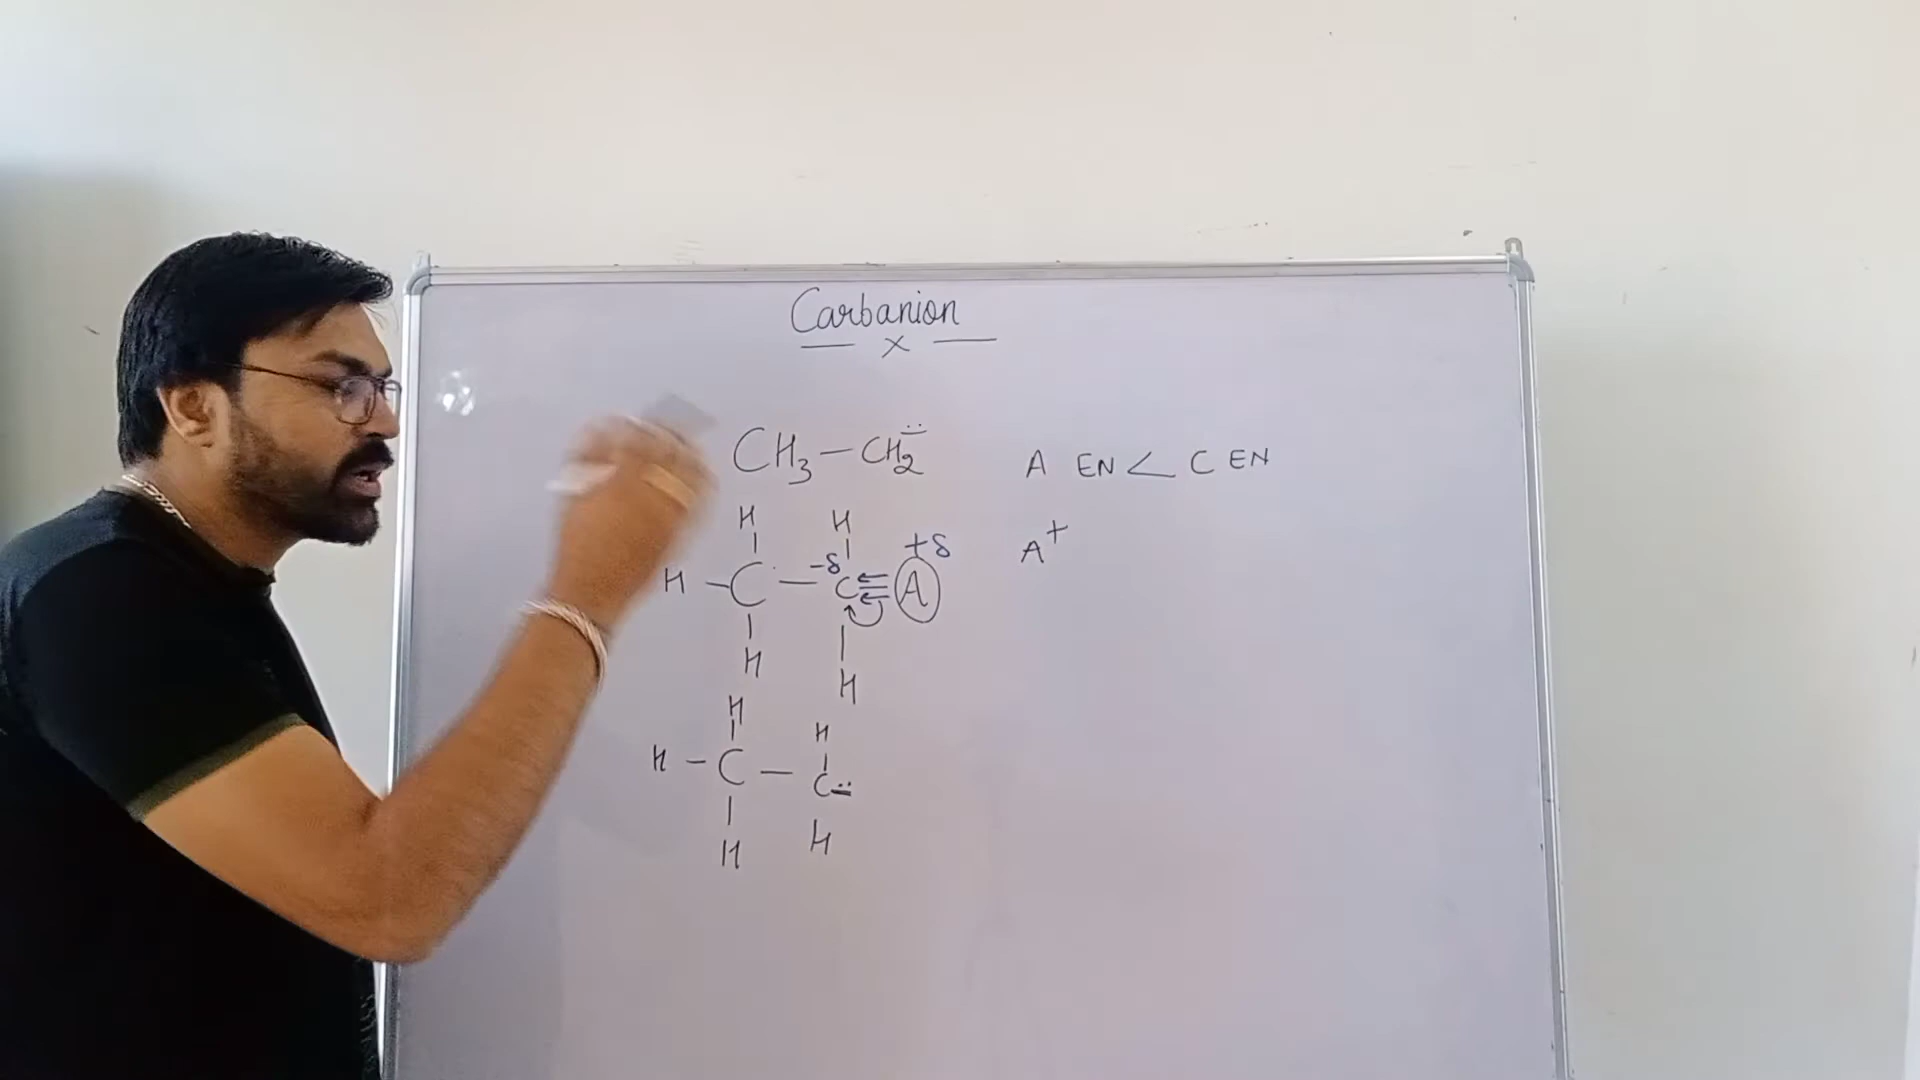 Carbanion
x
CH3 — C̈H2⁻ A EN < C EN
H H +δ A+
H — C — -δ C A
H H
H H
H — C — C:⁻
H H